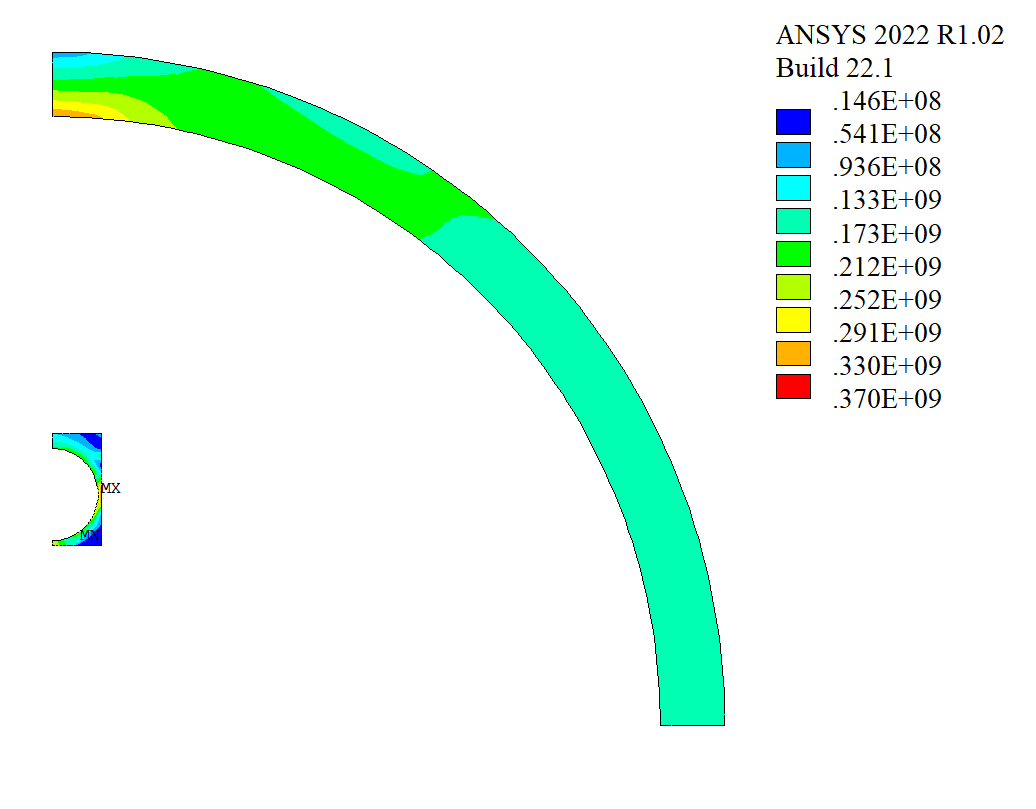 ANSYS 2022 R1.02
Build 22.1
.146E+08
.541E+08
.936E+08
.133E+09
.173E+09
.212E+09
.252E+09
.291E+09
.330E+09
.370E+09
MX